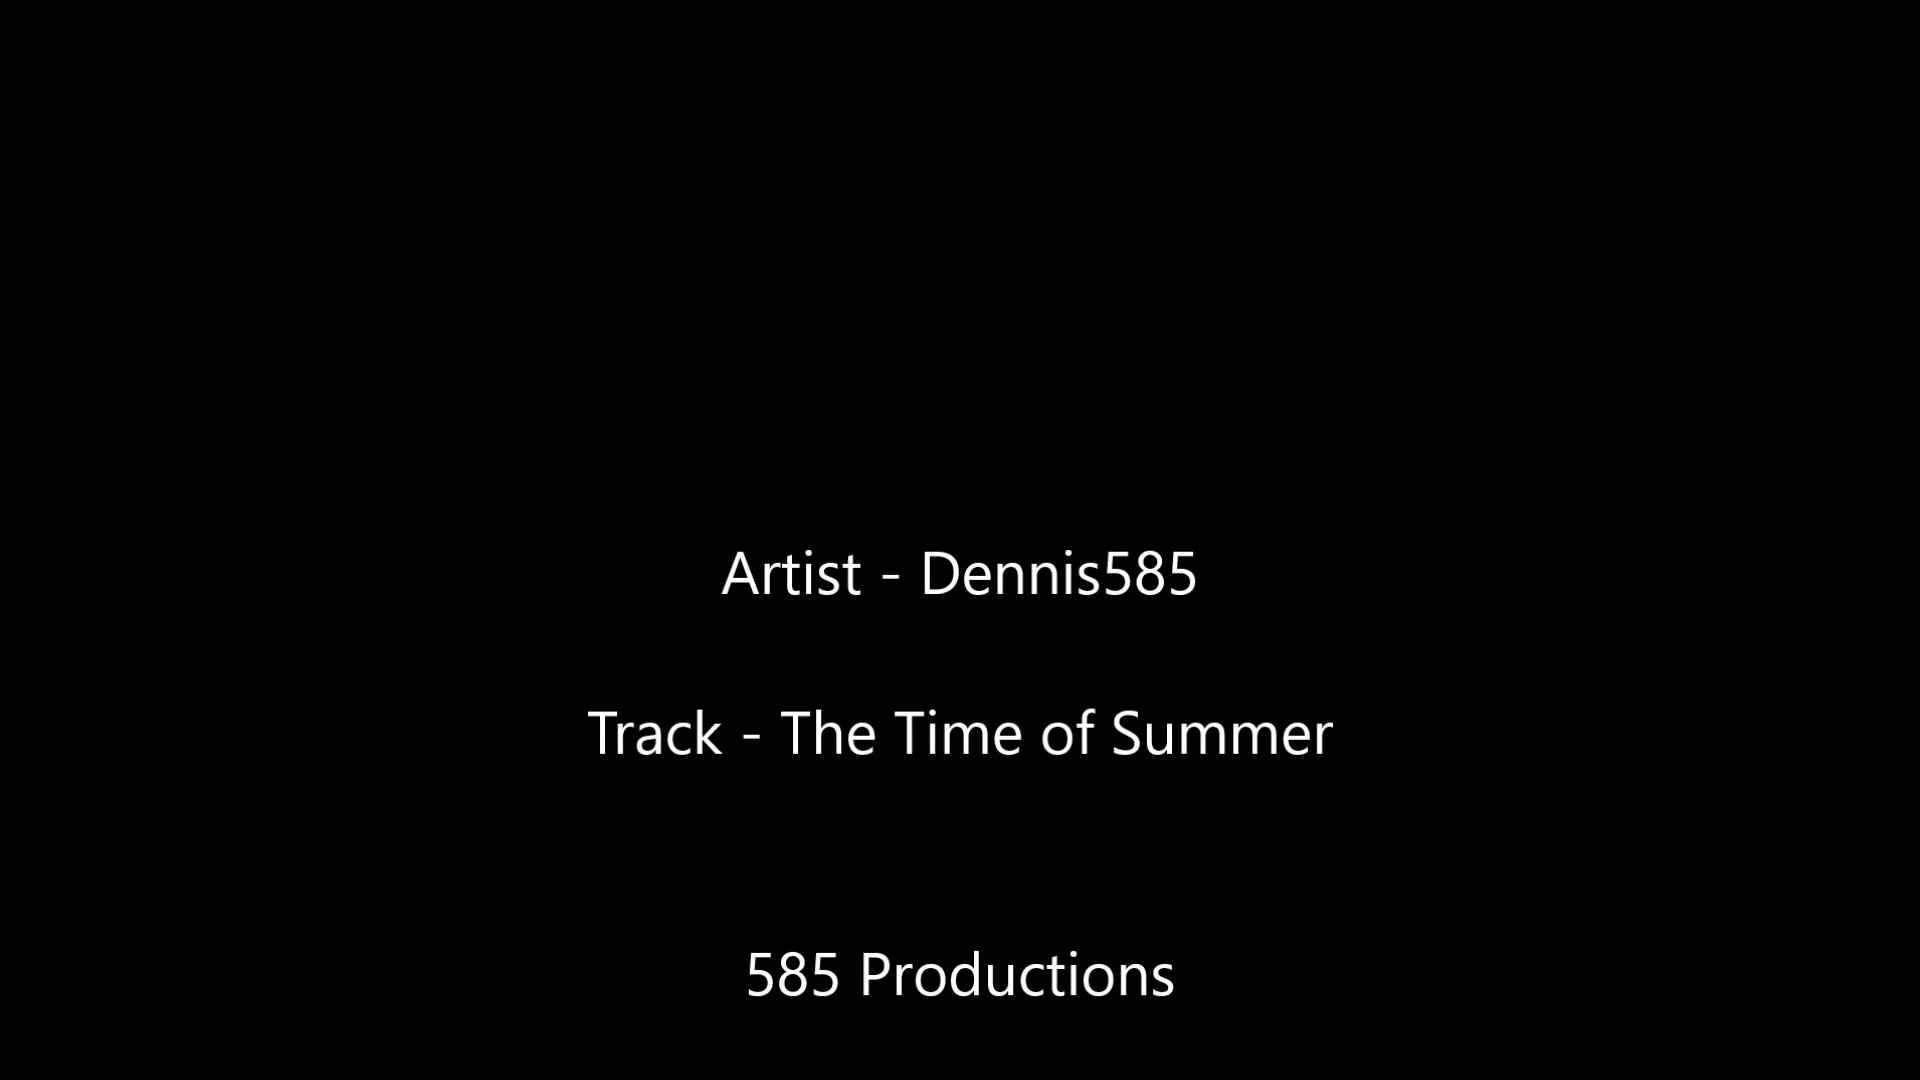 Artist - Dennis585
Track - The Time of Summer
585 Productions